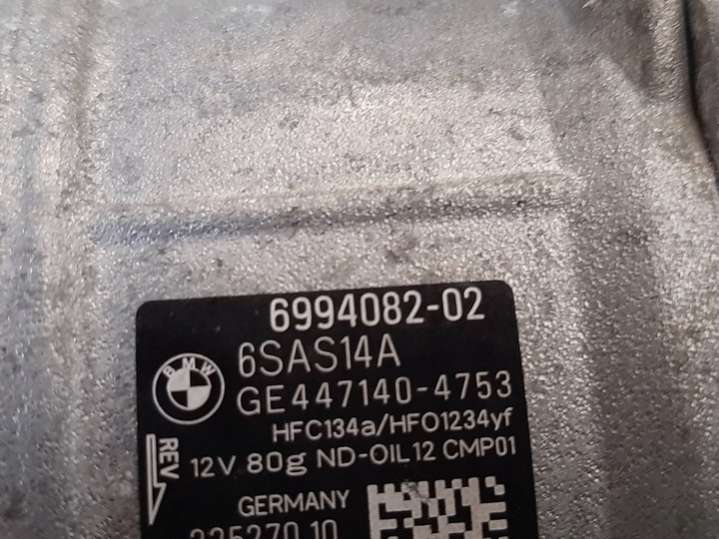 6994082-02
BMW
6SAS14A
GE447140-4753
HFC134a/HFO1234yf
REV
12V 80g ND-OIL12 CMP01
GERMANY